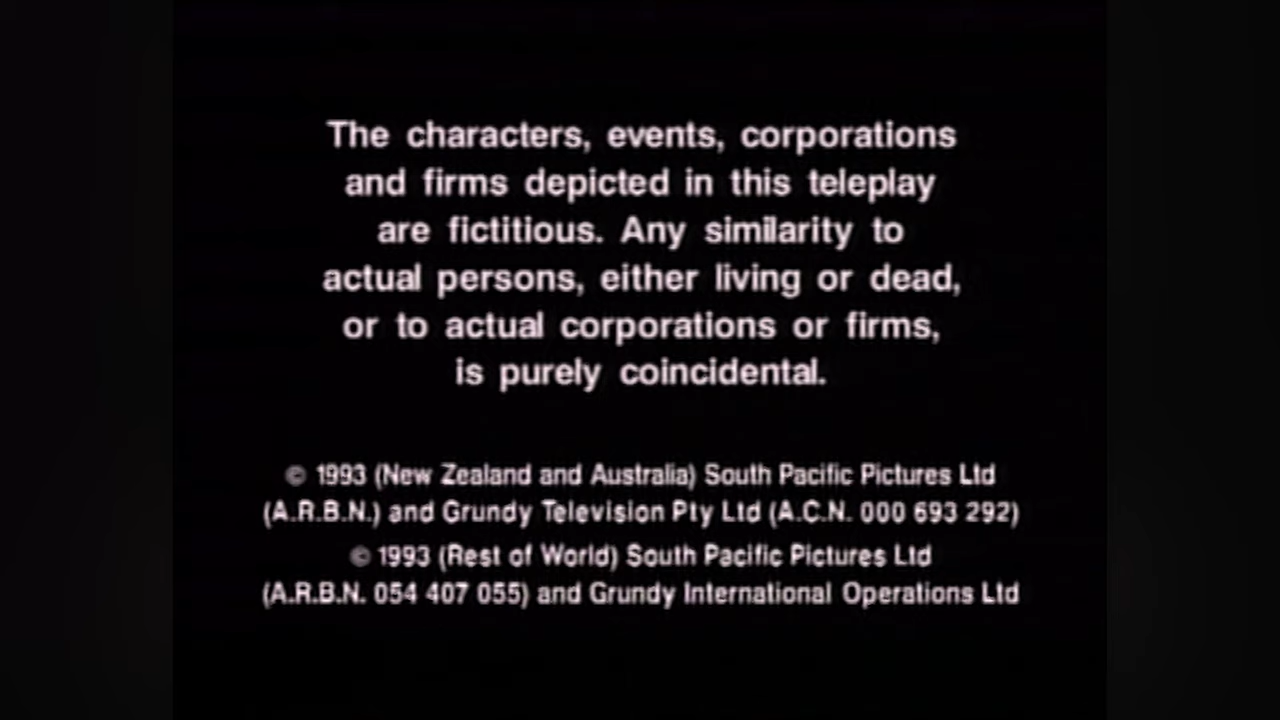 The characters, events, corporations
and firms depicted in this teleplay
are fictitious. Any similarity to
actual persons, either living or dead,
or to actual corporations or firms,
is purely coincidental.
© 1993 (New Zealand and Australia) South Pacific Pictures Ltd
(A.R.B.N.) and Grundy Television Pty Ltd (A.C.N. 000 693 292)
© 1993 (Rest of World) South Pacific Pictures Ltd
(A.R.B.N. 054 407 055) and Grundy International Operations Ltd